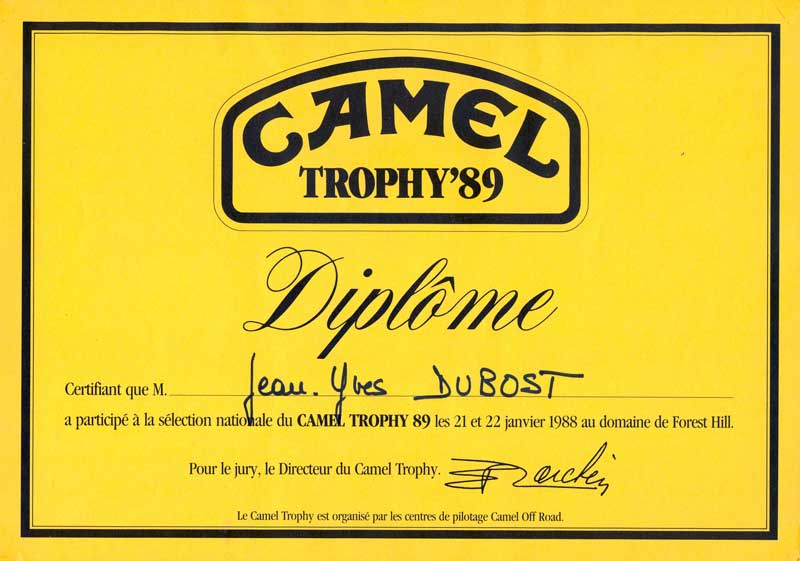 CAMEL
TROPHY'89
Diplôme
Certifiant que M. Jean-Yves DUBOST
a participé à la sélection nationale du CAMEL TROPHY 89 les 21 et 22 janvier 1988 au domaine de Forest Hill.
Pour le jury, le Directeur du Camel Trophy.
Le Camel Trophy est organisé par les centres de pilotage Camel Off Road.